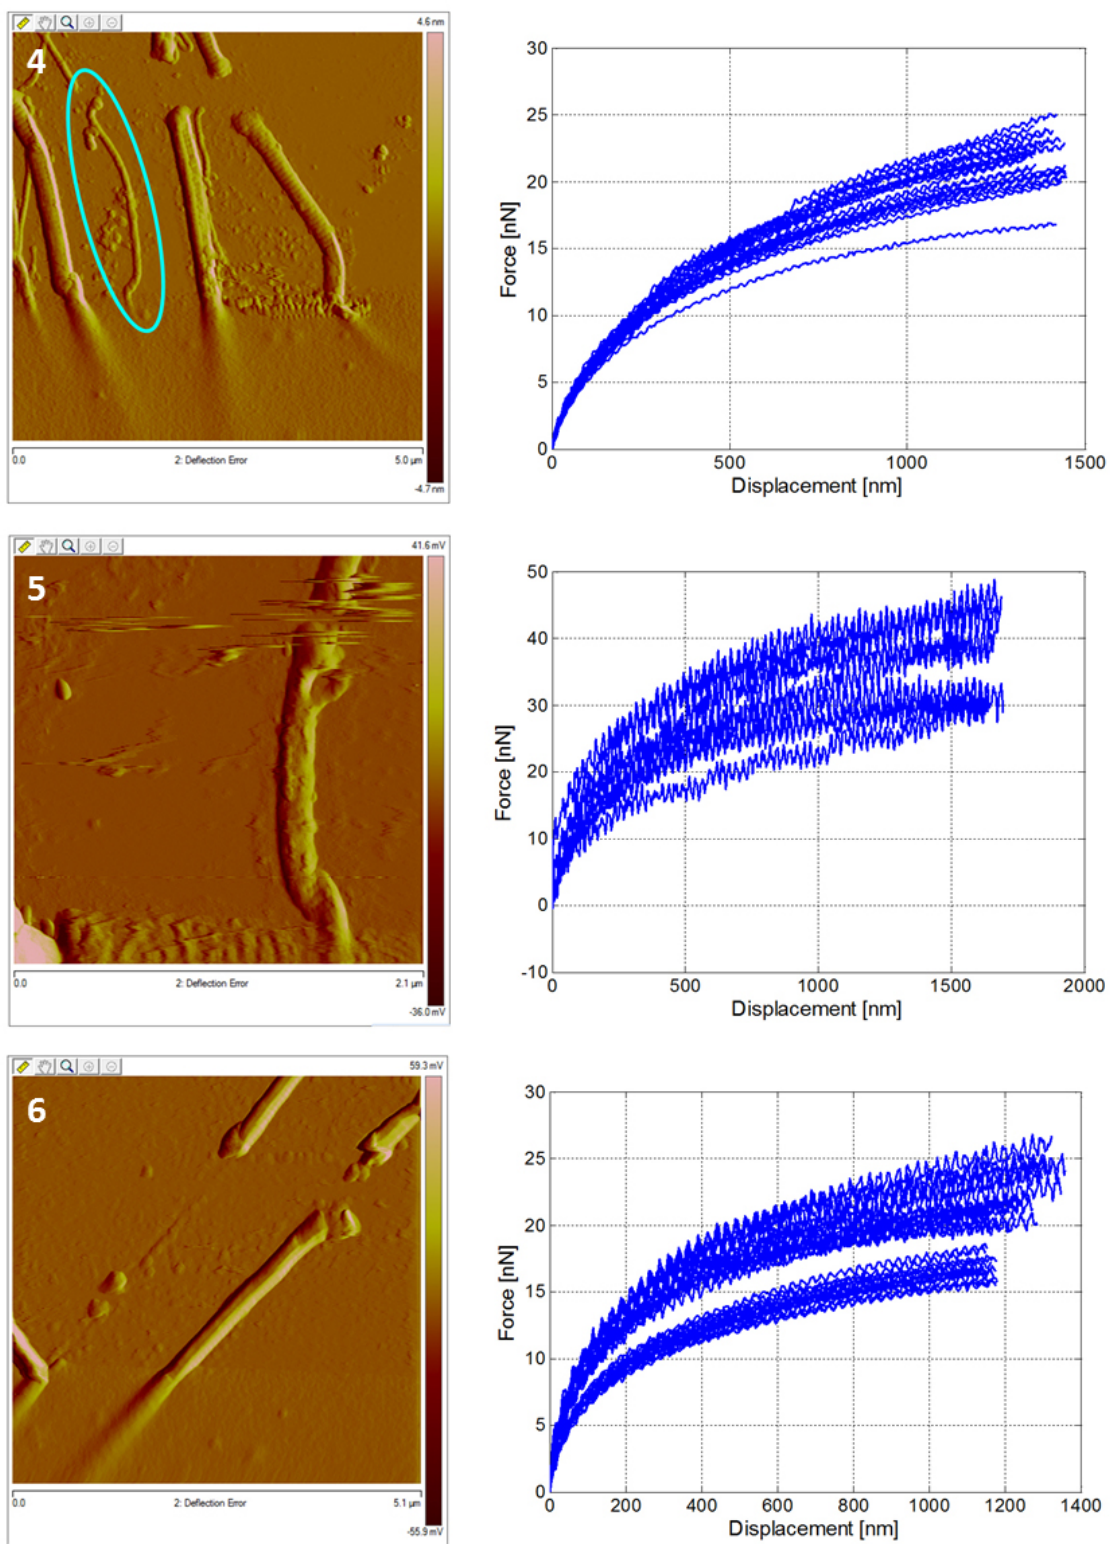 4.6 nm
4
0.0 2: Deflection Error 5.0 µm
-4.7 nm
30
25
20
15
10
5
0
Force [nN]
0 500 1000 1500
Displacement [nm]
41.6 mV
5
0.0 2: Deflection Error 2.1 µm
-36.0 mV
50
40
30
20
10
0
-10
Force [nN]
0 500 1000 1500 2000
Displacement [nm]
59.3 mV
6
0.0 2: Deflection Error 5.1 µm
-55.9 mV
30
25
20
15
10
5
0
Force [nN]
0 200 400 600 800 1000 1200 1400
Displacement [nm]